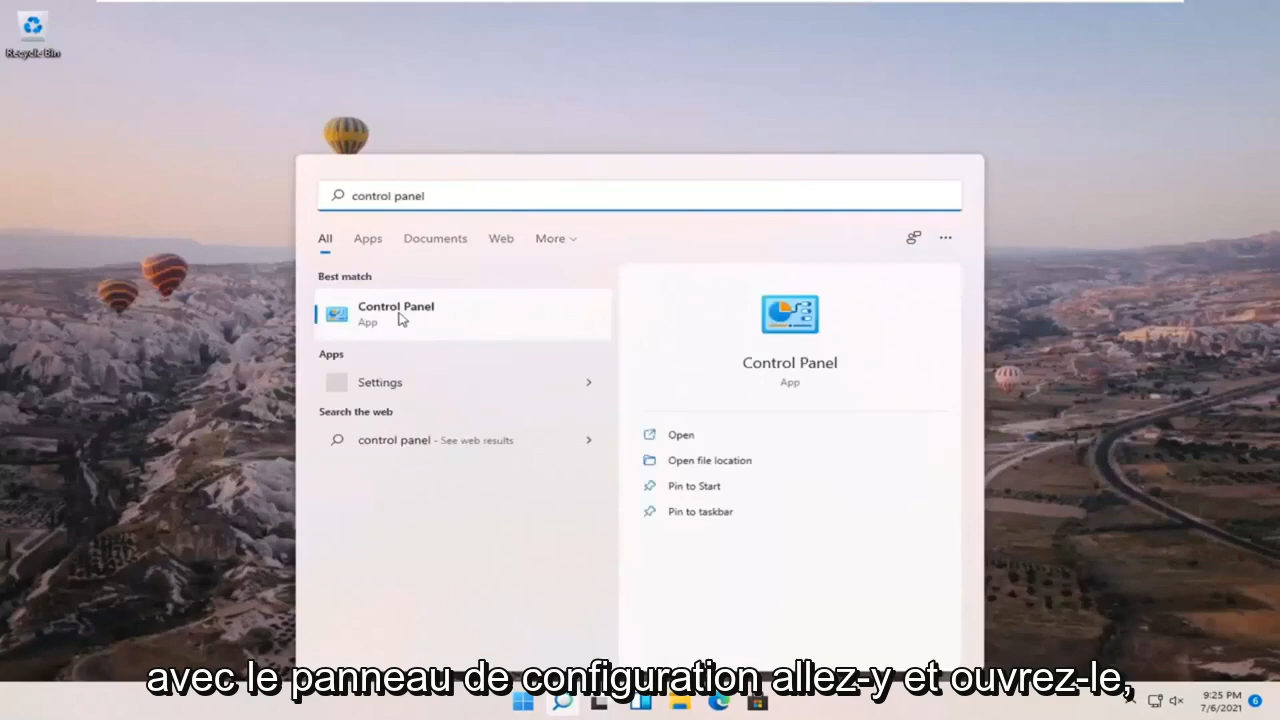 Recycle Bin
control panel
All Apps Documents Web More
Best match
Control Panel
App
Apps
Settings
Search the web
control panel - See web results
Control Panel
App
Open
Open file location
Pin to Start
Pin to taskbar
avec le panneau de configuration allez-y et ouvrez-le,
9:25 PM
7/6/2021
6